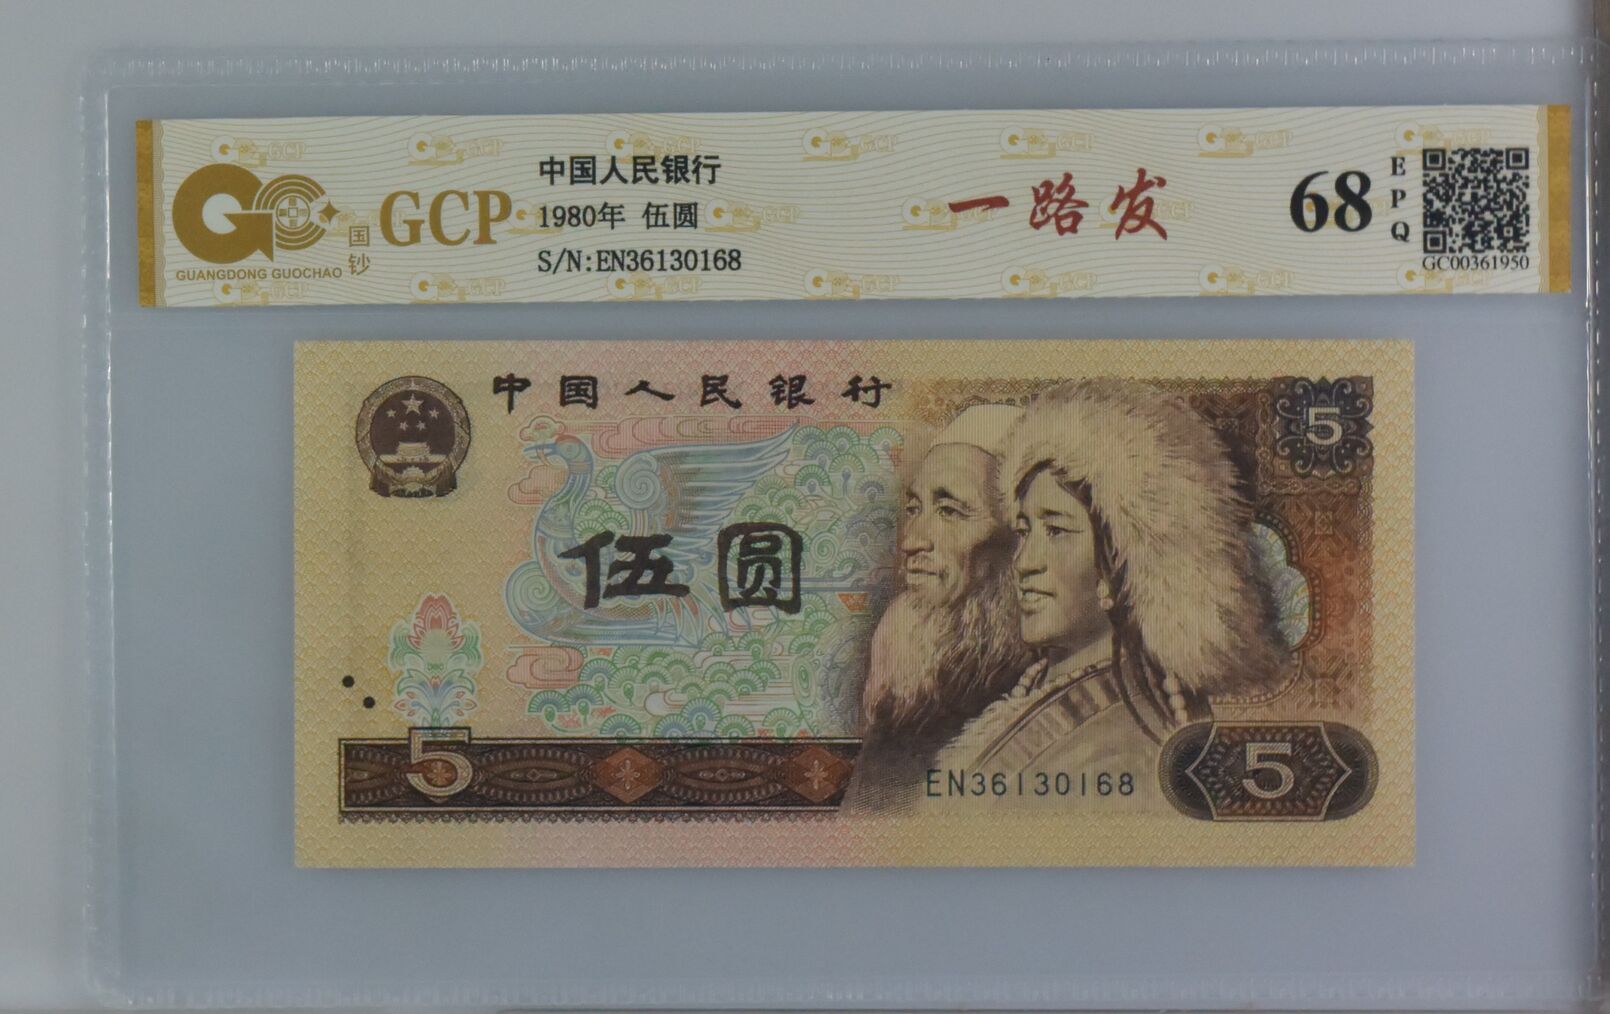 GCP
国钞
GUANGDONG GUOCHAO
中国人民银行
1980年 伍圆
S/N:EN36130168
一路发
68
EPQ
GC00361950
中国人民银行
5
伍圆
5
EN36130168
5